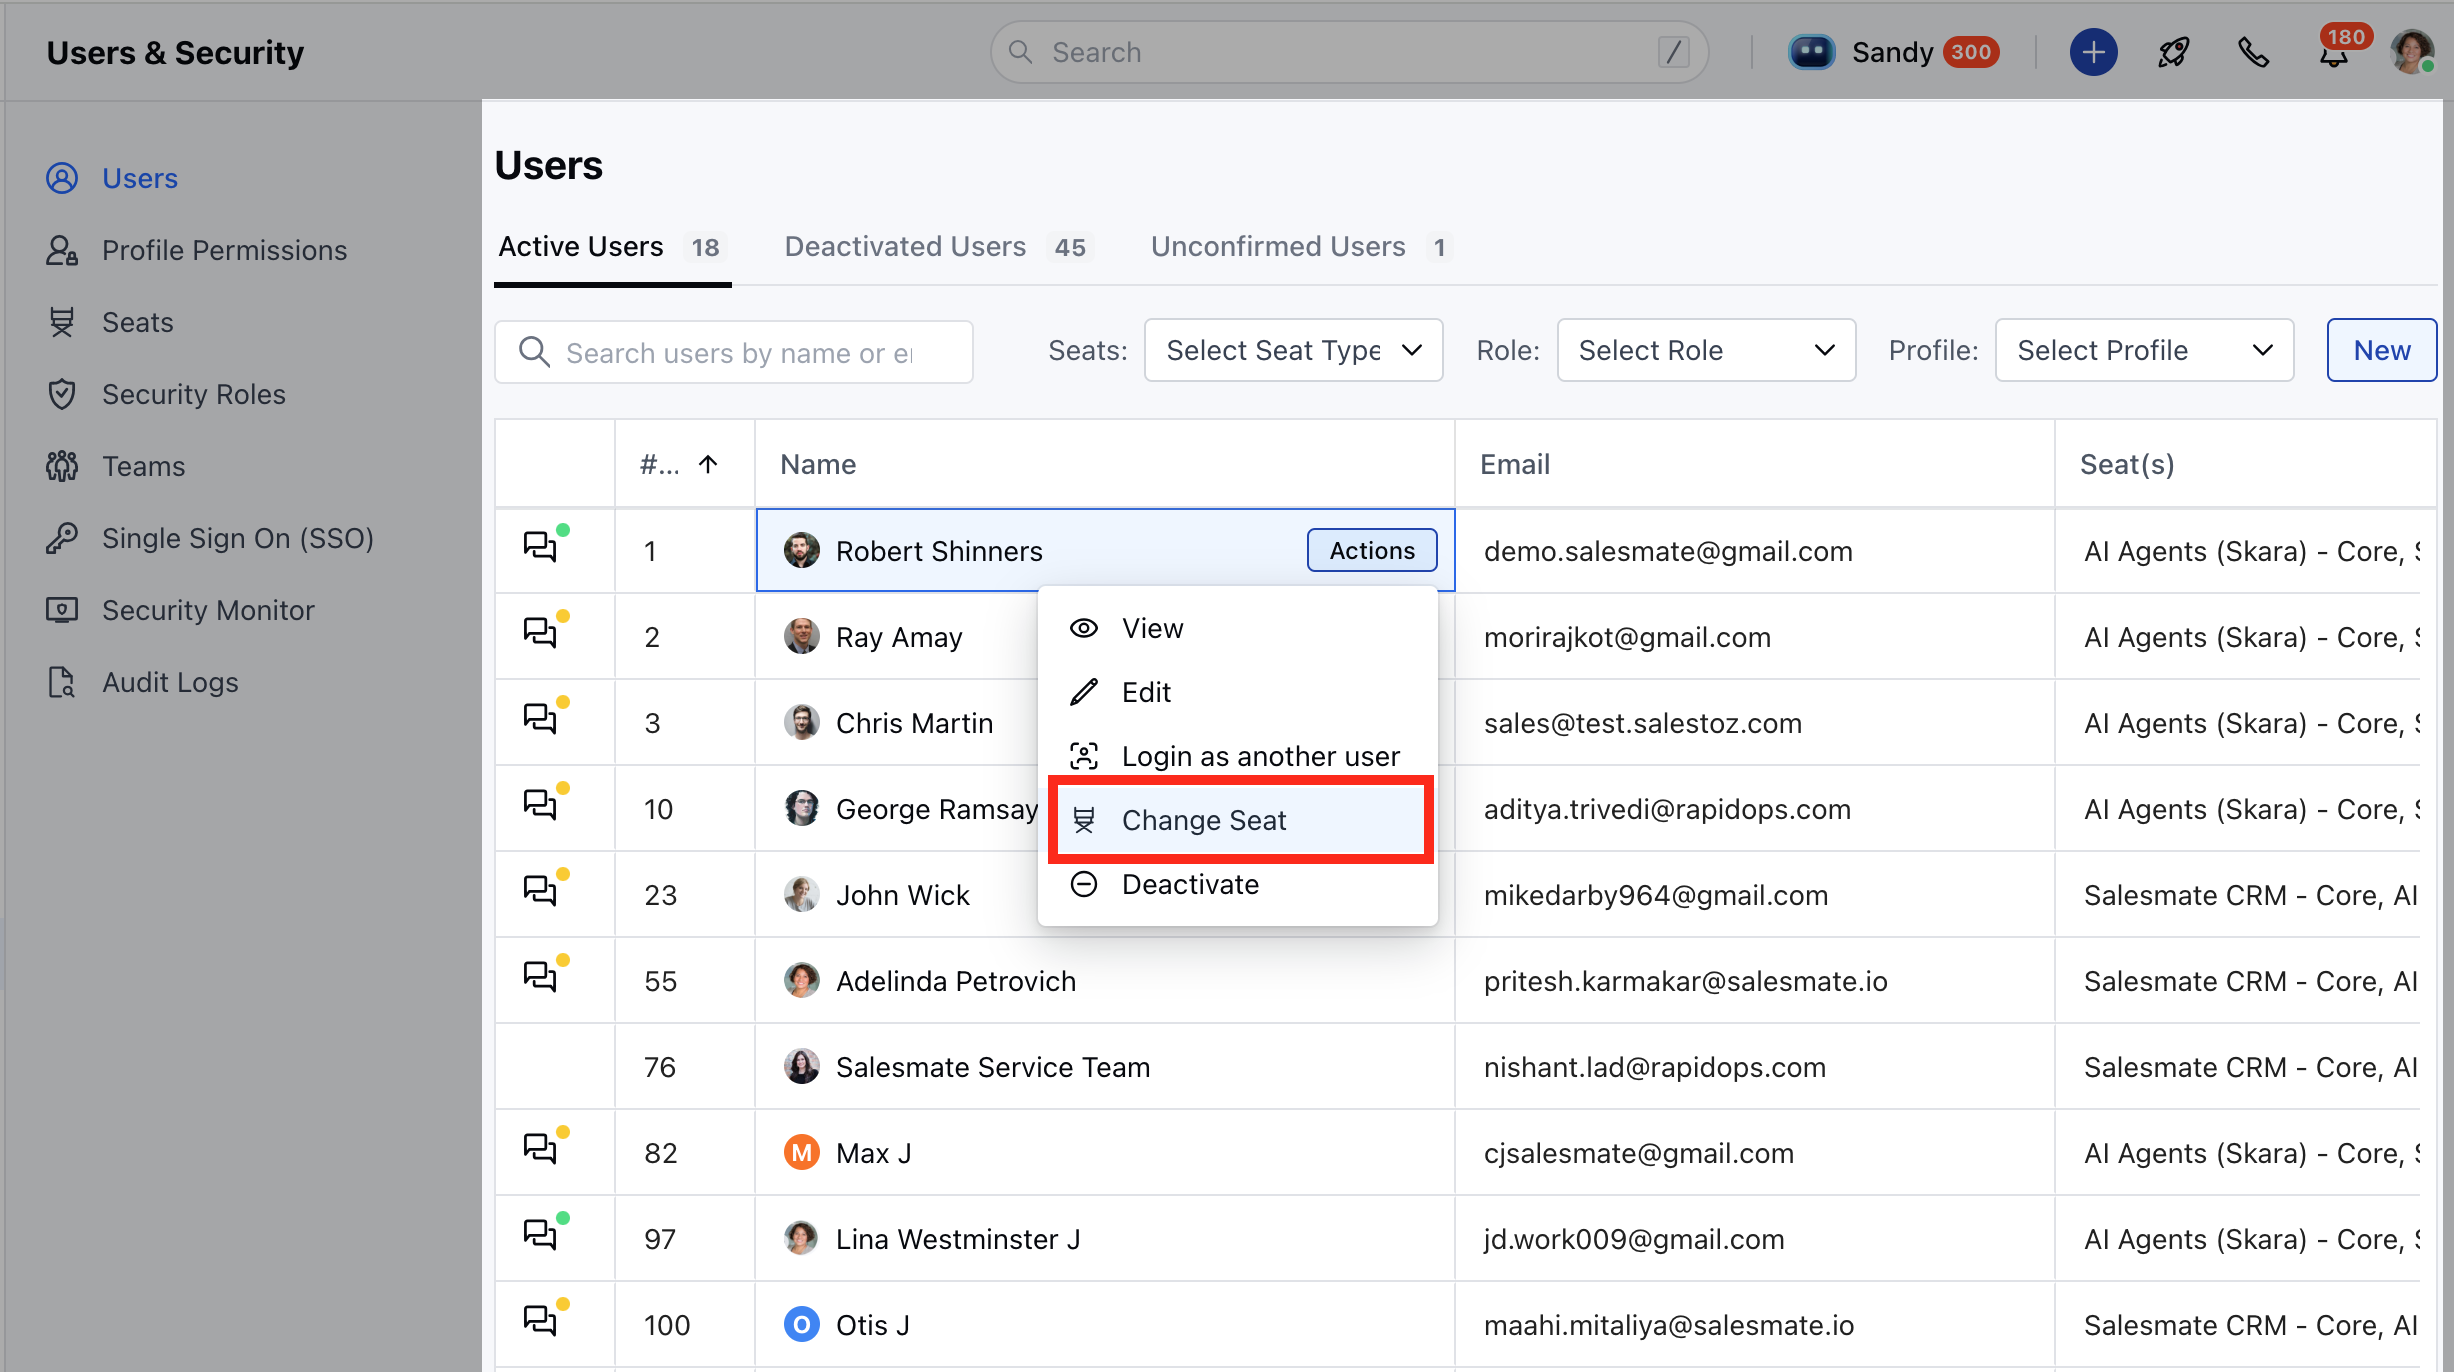 Users & Security
Search
/
Sandy 300
180
Users
Profile Permissions
Seats
Security Roles
Teams
Single Sign On (SSO)
Security Monitor
Audit Logs
Users
Active Users 18
Deactivated Users 45
Unconfirmed Users 1
Search users by name or
Seats: Select Seat Type
Role: Select Role
Profile: Select Profile
New
#... Name Email Seat(s)
1 Robert Shinners Actions demo.salesmate@gmail.com AI Agents (Skara) - Core,
2 Ray Amay morirajkot@gmail.com AI Agents (Skara) - Core,
3 Chris Martin sales@test.salestoz.com AI Agents (Skara) - Core,
10 George Ramsay aditya.trivedi@rapidops.com AI Agents (Skara) - Core,
23 John Wick mikedarby964@gmail.com Salesmate CRM - Core, AI
55 Adelinda Petrovich pritesh.karmakar@salesmate.io Salesmate CRM - Core, AI
76 Salesmate Service Team nishant.lad@rapidops.com Salesmate CRM - Core, AI
82 M Max J cjsalesmate@gmail.com AI Agents (Skara) - Core,
97 Lina Westminster J jd.work009@gmail.com AI Agents (Skara) - Core,
100 O Otis J maahi.mitaliya@salesmate.io Salesmate CRM - Core, AI
View
Edit
Login as another user
Change Seat
Deactivate